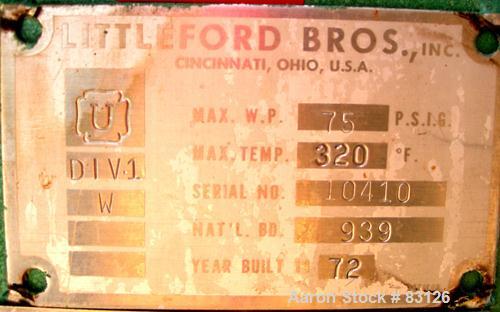 LITTLEFORD BROS., INC.
CINCINNATI, OHIO, U.S.A.
U
DIV·1
W
MAX. W.P. 75 P.S.I.G.
MAX. TEMP. 320 °F.
SERIAL NO. 10410
NAT'L. BD. 939
YEAR BUILT 19 72
Aaron Stock # 83126